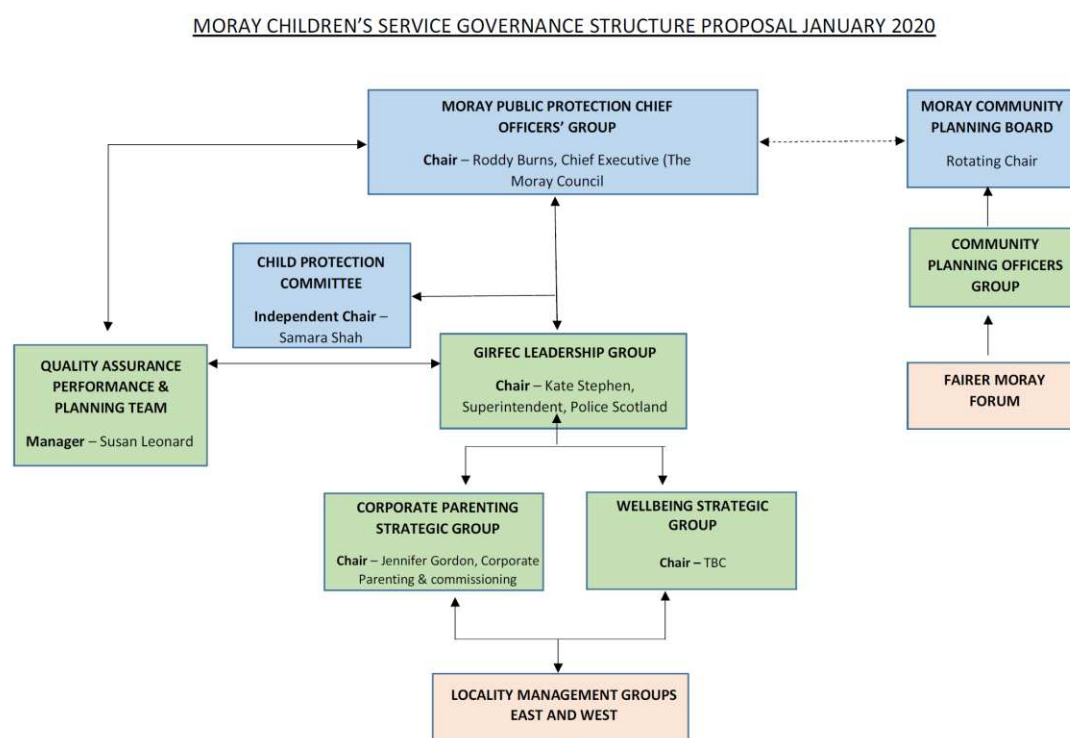 MORAY CHILDREN'S SERVICE GOVERNANCE STRUCTURE PROPOSAL JANUARY 2020
MORAY PUBLIC PROTECTION CHIEF
OFFICERS' GROUP
Chair – Roddy Burns, Chief Executive (The
Moray Council
MORAY COMMUNITY
PLANNING BOARD
Rotating Chair
CHILD PROTECTION
COMMITTEE
Independent Chair –
Samara Shah
COMMUNITY
PLANNING OFFICERS
GROUP
QUALITY ASSURANCE
PERFORMANCE &
PLANNING TEAM
Manager – Susan Leonard
GIRFEC LEADERSHIP GROUP
Chair – Kate Stephen,
Superintendent, Police Scotland
FAIRER MORAY
FORUM
CORPORATE PARENTING
STRATEGIC GROUP
Chair – Jennifer Gordon, Corporate
Parenting & commissioning
WELLBEING STRATEGIC
GROUP
Chair – TBC
LOCALITY MANAGEMENT GROUPS
EAST AND WEST